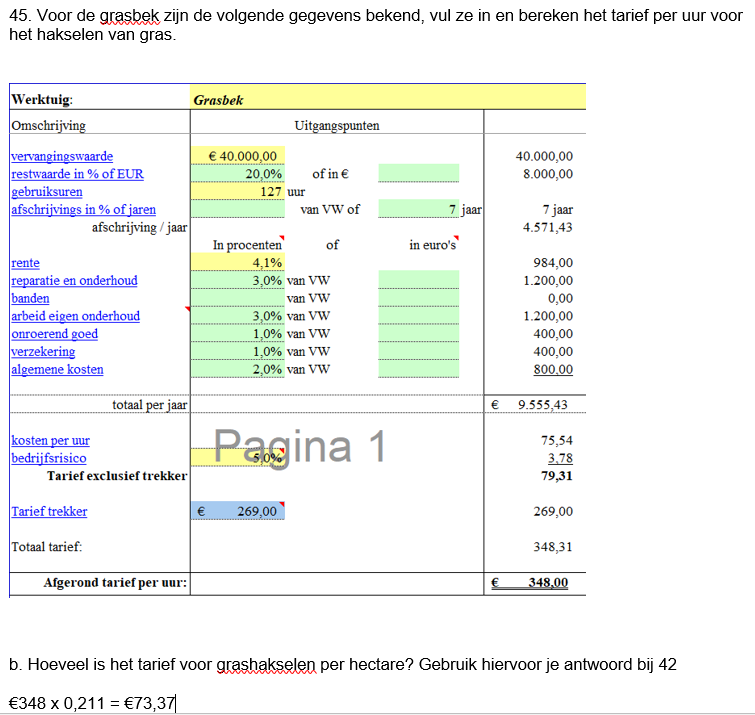 45. Voor de grasbek zijn de volgende gegevens bekend, vul ze in en bereken het tarief per uur voor
het hakselen van gras.
Werktuig: Grasbek
Omschrijving Uitgangspunten
vervangingswaarde € 40.000,00 40.000,00
restwaarde in % of EUR 20,0% of in € 8.000,00
gebruiksuren 127 uur
afschrijvings in % of jaren van VW of 7 jaar 7 jaar
afschrijving / jaar 4.571,43
In procenten of in euro's
rente 4,1% 984,00
reparatie en onderhoud 3,0% van VW 1.200,00
banden van VW 0,00
arbeid eigen onderhoud 3,0% van VW 1.200,00
onroerend goed 1,0% van VW 400,00
verzekering 1,0% van VW 400,00
algemene kosten 2,0% van VW 800,00
totaal per jaar € 9.555,43
Pagina 1
kosten per uur 75,54
bedrijfsrisico 5,0% 3,78
Tarief exclusief trekker 79,31
Tarief trekker € 269,00 269,00
Totaal tarief: 348,31
Afgerond tarief per uur: € 348,00
b. Hoeveel is het tarief voor grashakselen per hectare? Gebruik hiervoor je antwoord bij 42
€348 x 0,211 = €73,37